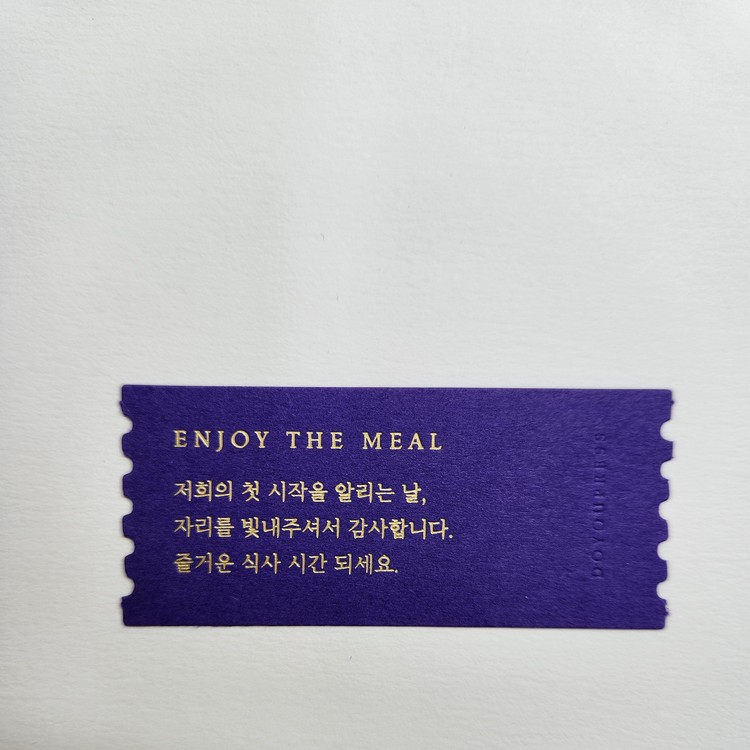 ENJOY THE MEAL
저희의 첫 시작을 알리는 날,
자리를 빛내주셔서 감사합니다.
즐거운 식사 시간 되세요.